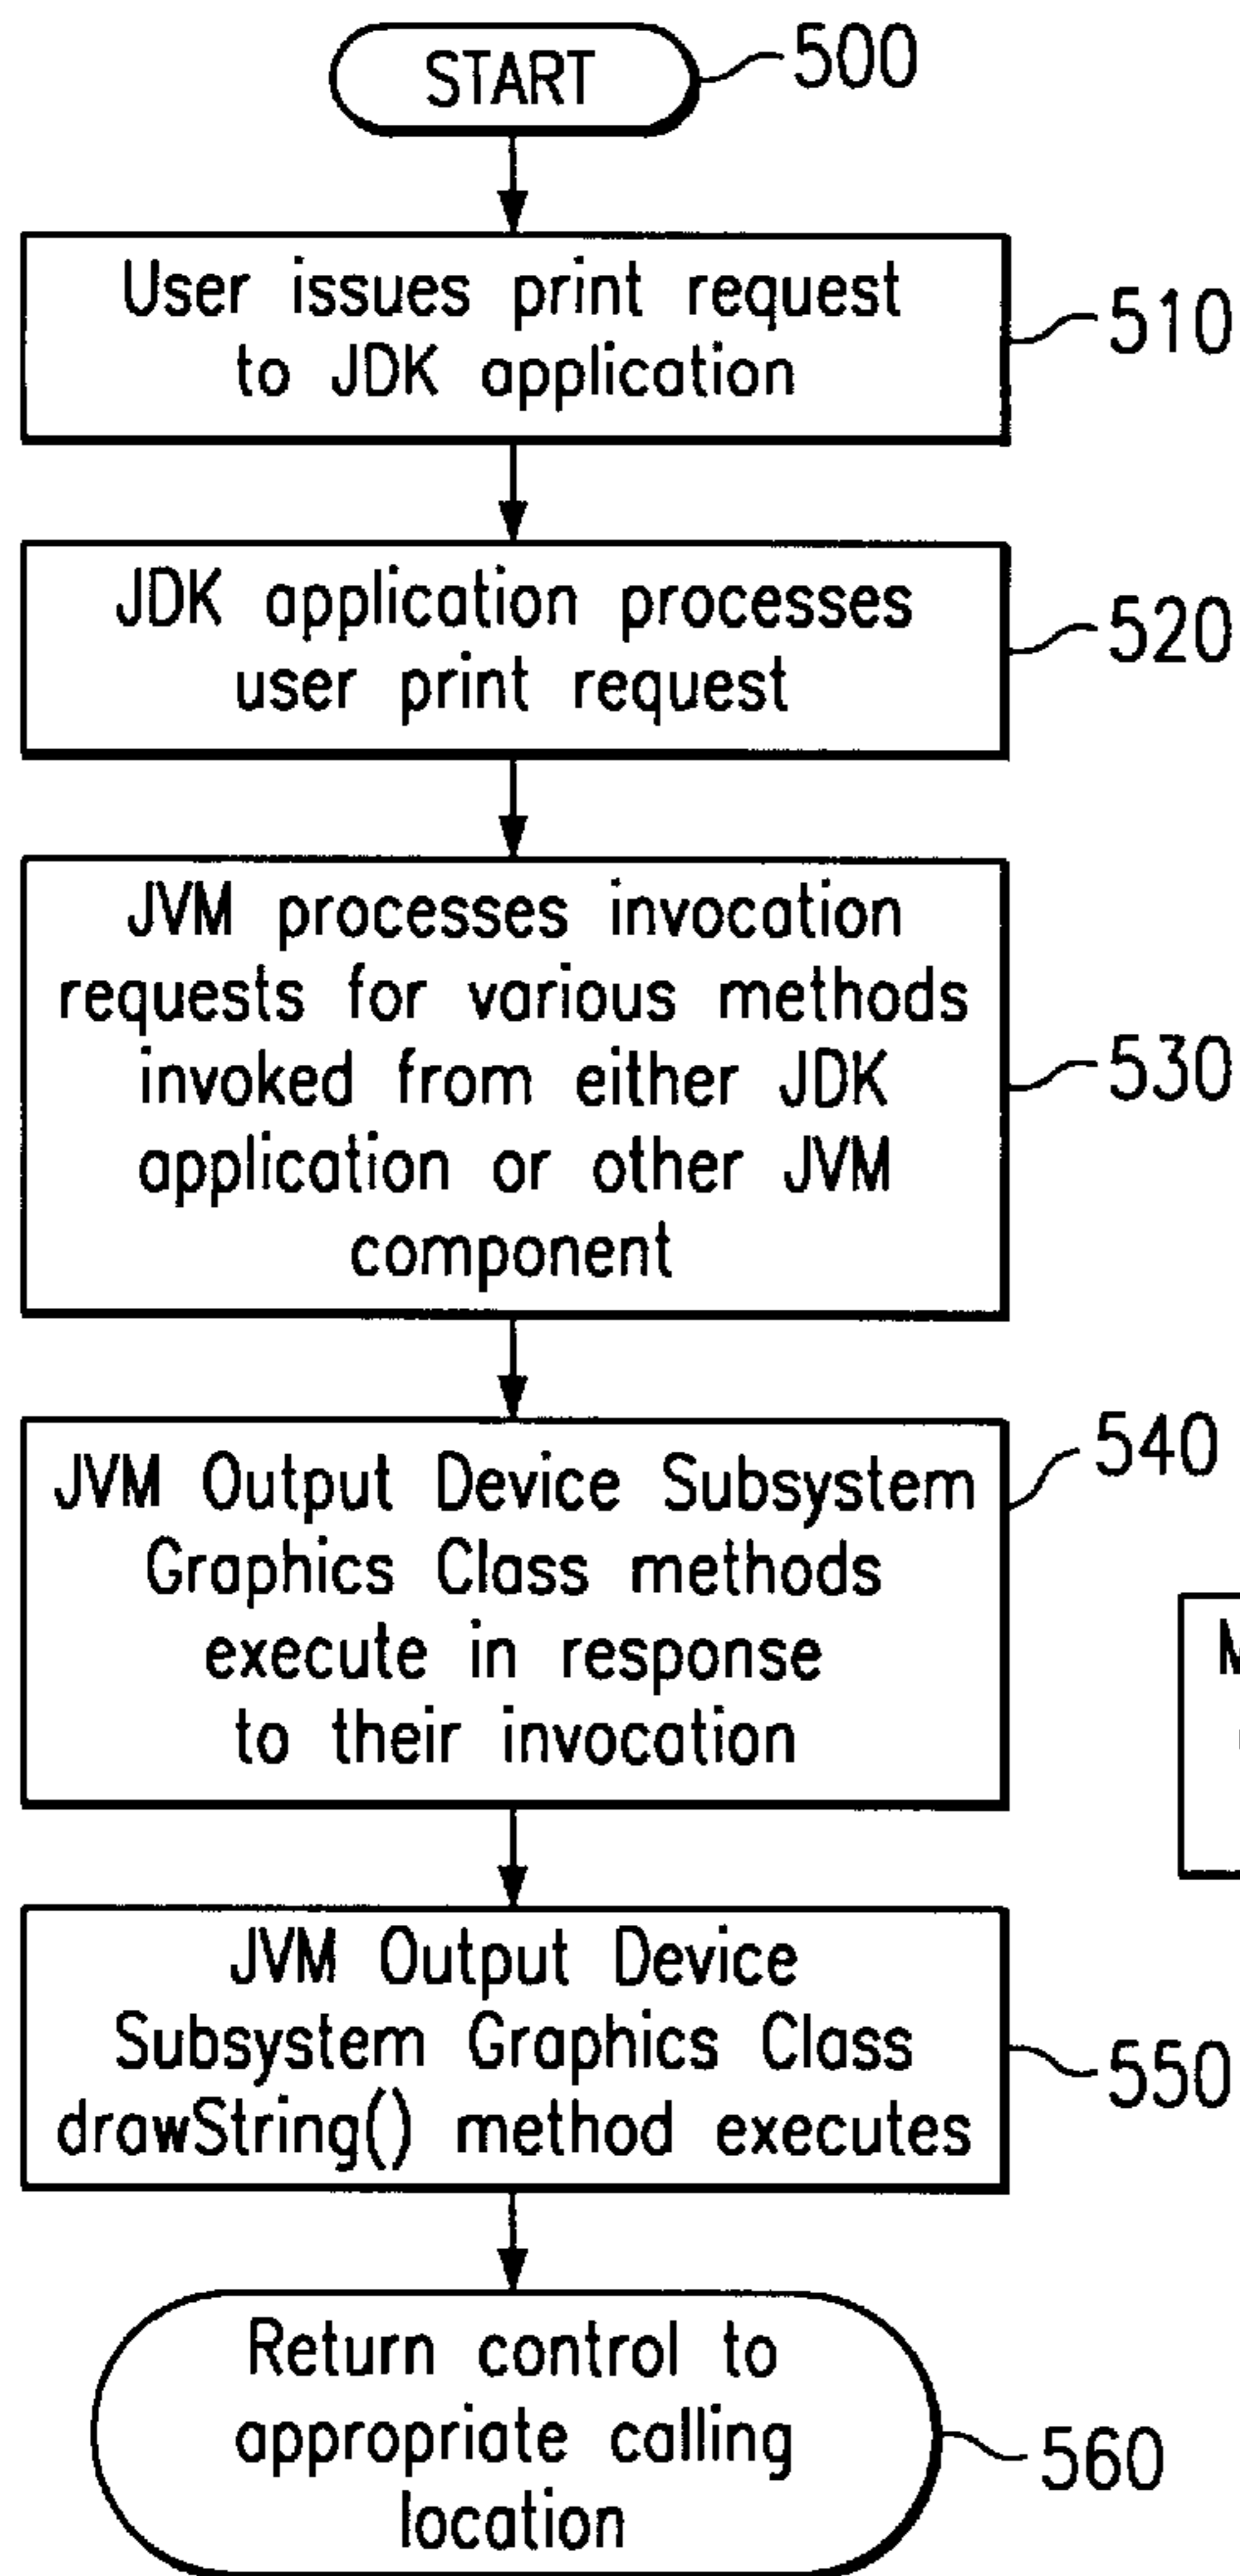 START
500
User issues print request
to JDK application
510
JDK application processes
user print request
520
JVM processes invocation
requests for various methods
invoked from either JDK
application or other JVM
component
530
JVM Output Device Subsystem
Graphics Class methods
execute in response
to their invocation
540
JVM Output Device
Subsystem Graphics Class
drawString() method executes
550
Return control to
appropriate calling
location
560